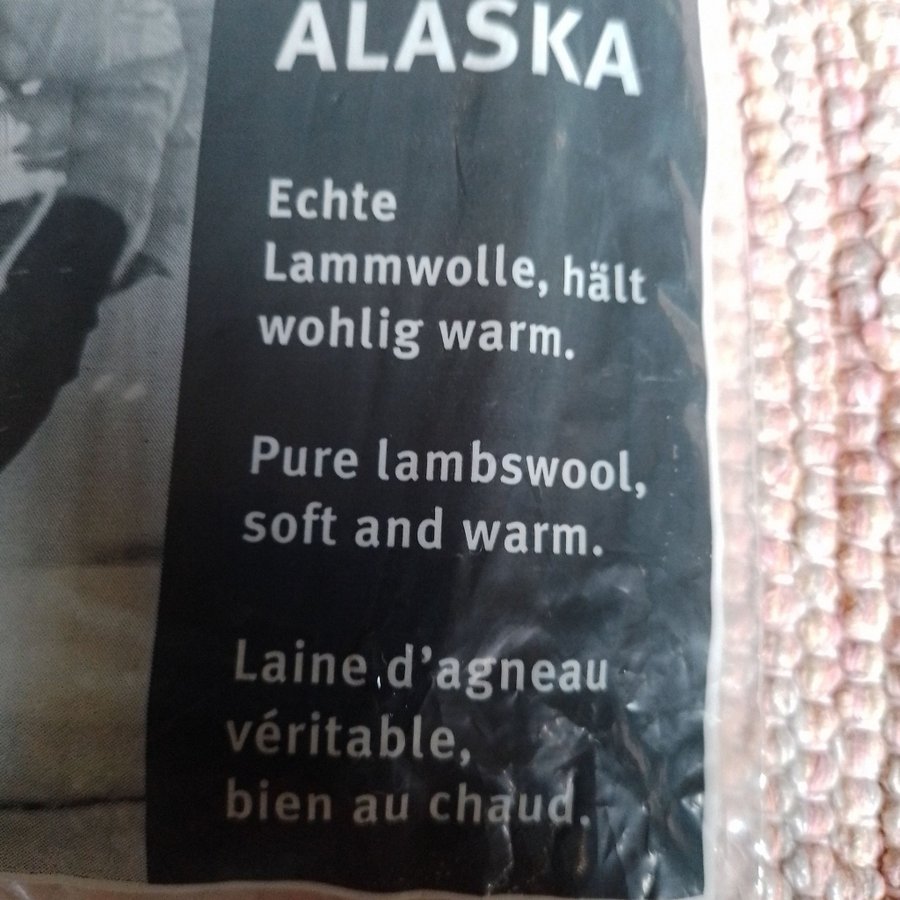 ALASKA
Echte
Lammwolle, hält
wohlig warm.
Pure lambswool,
soft and warm.
Laine d'agneau
véritable,
bien au chaud.